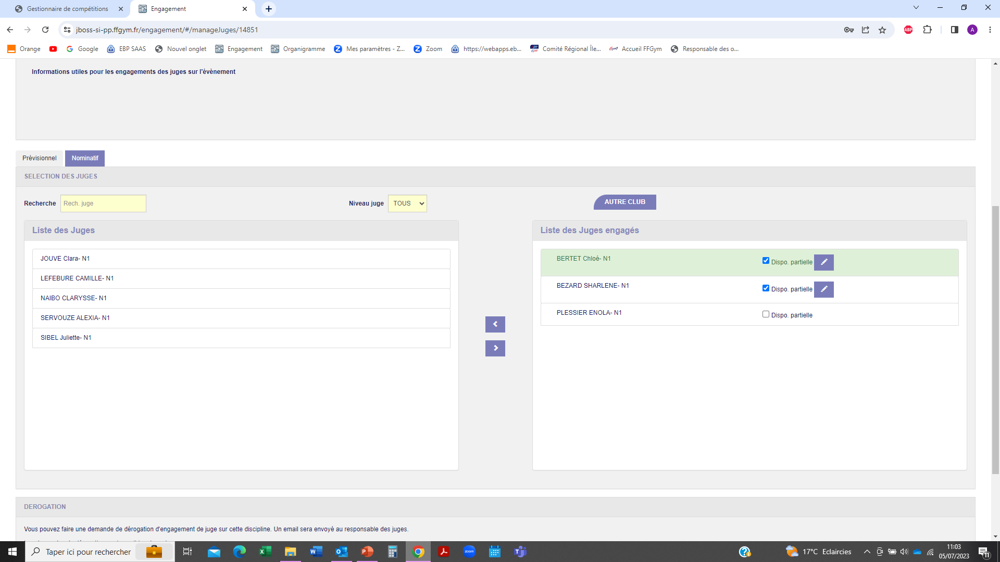 Gestionnaire de compétitions
Engagement
jboss-si-pp.ffgym.fr/engagement/#/manageJuges/14851
ABP
A
Orange
Google
EBP SAAS
Nouvel onglet
Engagement
Organigramme
Mes paramètres - Z...
Zoom
https://webapps.eb...
Comité Régional Île...
Accueil FFGym
Responsable des o...
Informations utiles pour les engagements des juges sur l'évènement
Prévisionnel
Nominatif
SELECTION DES JUGES
Recherche
Rech. juge
Niveau juge
TOUS
AUTRE CLUB
Liste des Juges
JOUVE Clara- N1
LEFEBURE CAMILLE- N1
NAIBO CLARYSSE- N1
SERVOUZE ALEXIA- N1
SIBEL Juliette- N1
Liste des Juges engagés
BERTET Chloé- N1
Dispo. partielle
BEZARD SHARLENE- N1
Dispo. partielle
PLESSIER ENOLA- N1
Dispo. partielle
DEROGATION
Vous pouvez faire une demande de dérogation d'engagement de juge sur cette discipline. Un email sera envoyé au responsable des juges.
Taper ici pour rechercher
zoom
17°C Eclaircies
11:03
05/07/2023
11